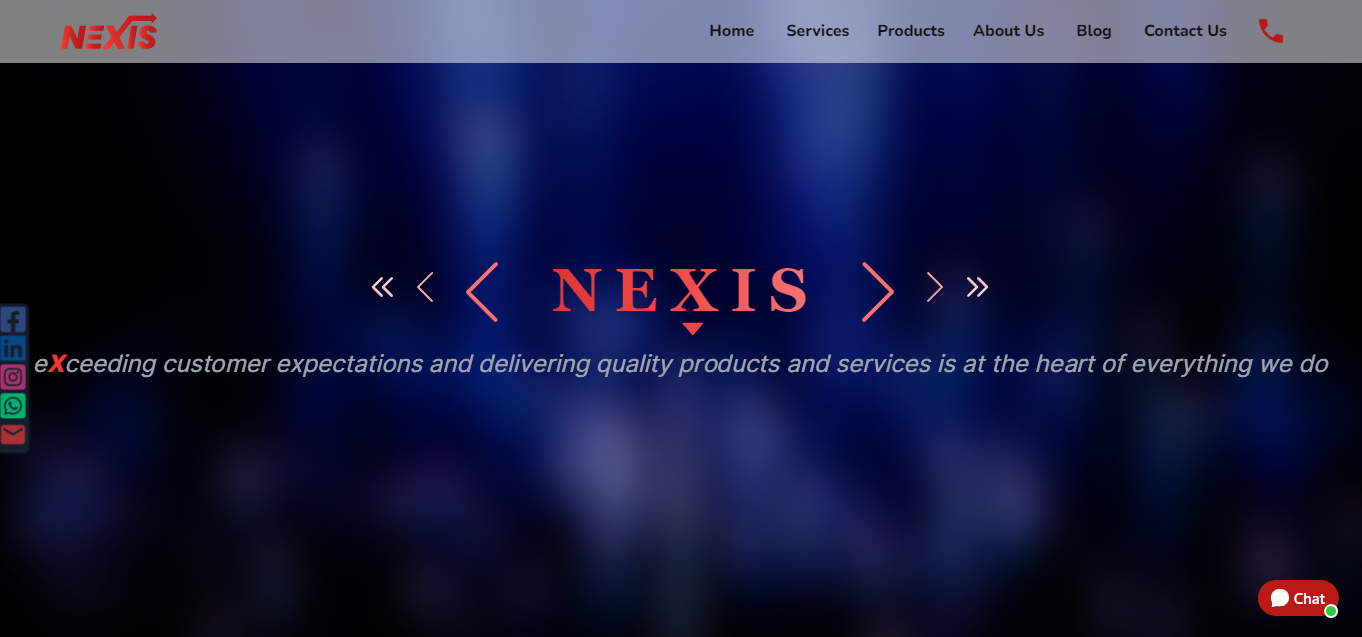 NEXIS
Home Services Products About Us Blog Contact Us
NEXIS
eXceeding customer expectations and delivering quality products and services is at the heart of everything we do
in
Chat